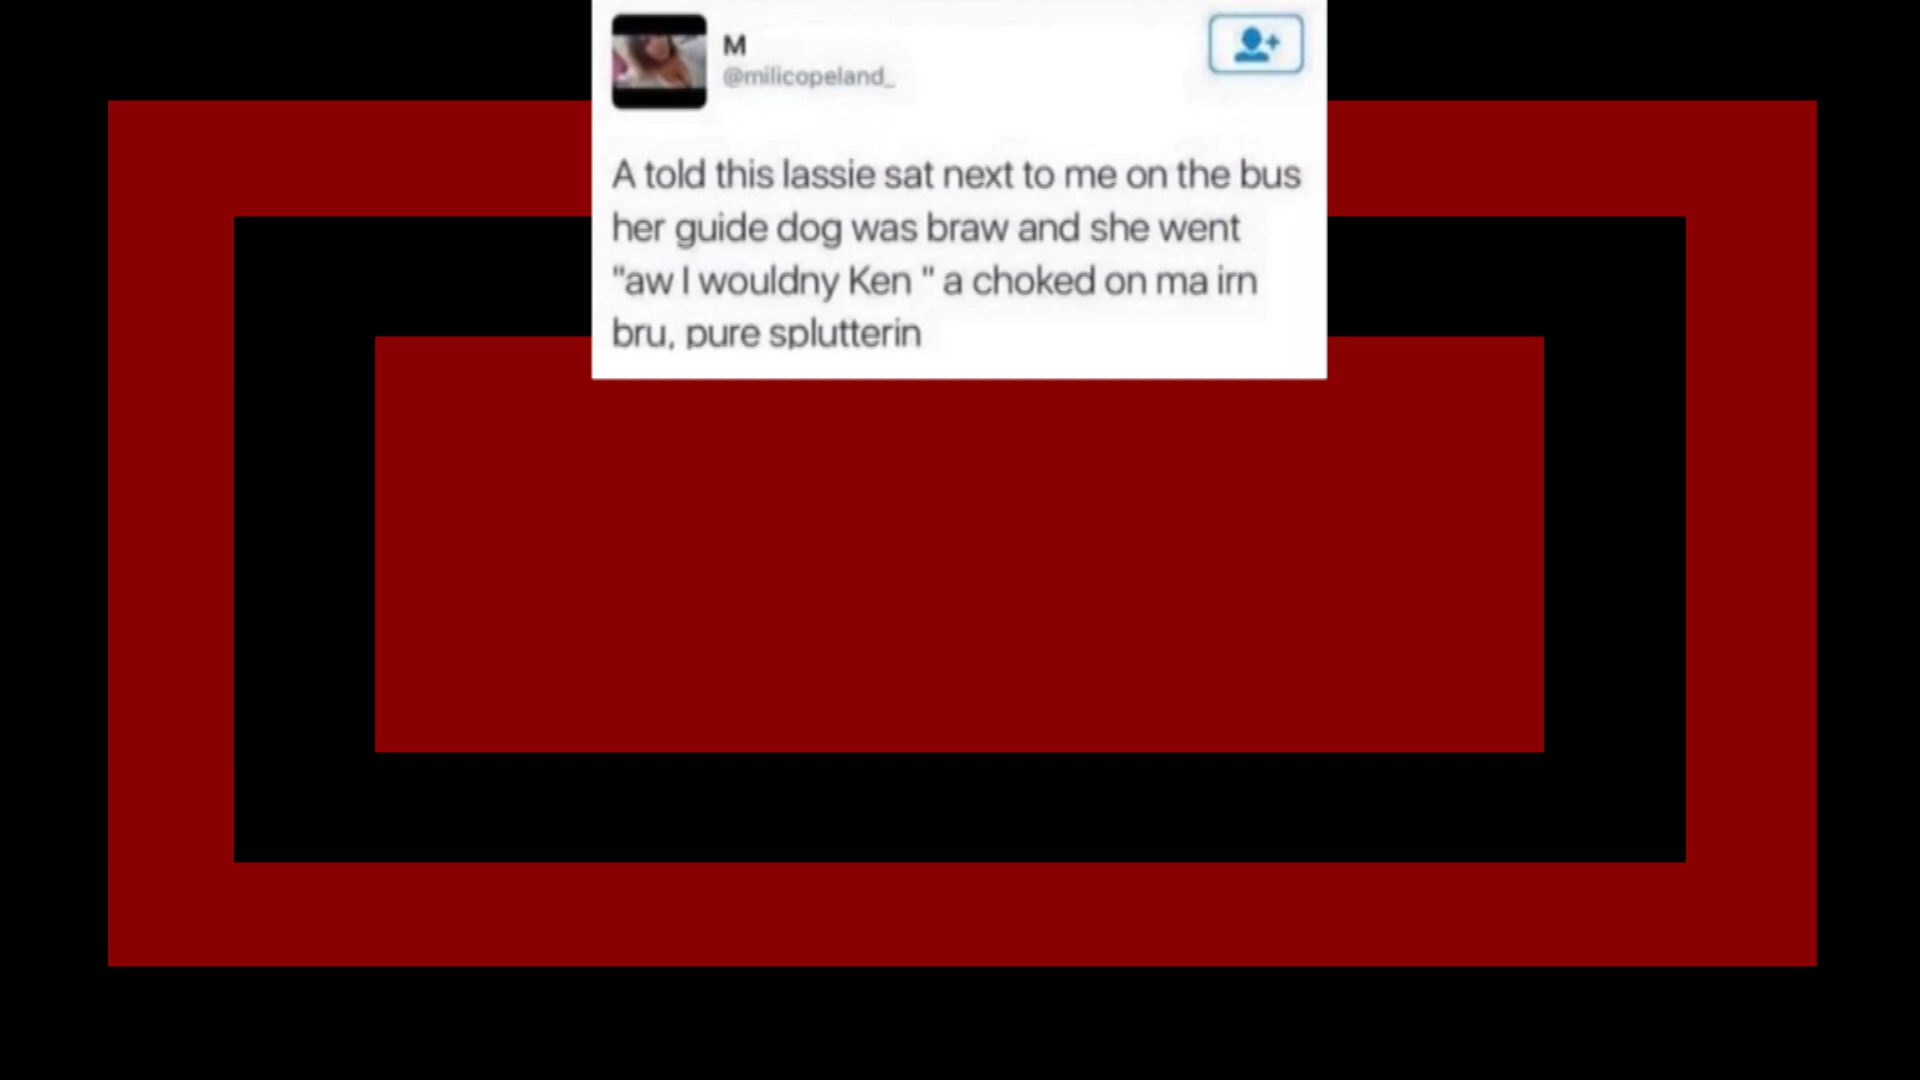 M
@milicopeland_
A told this lassie sat next to me on the bus
her guide dog was braw and she went
"aw I wouldny Ken " a choked on ma irn
bru, pure splutterin